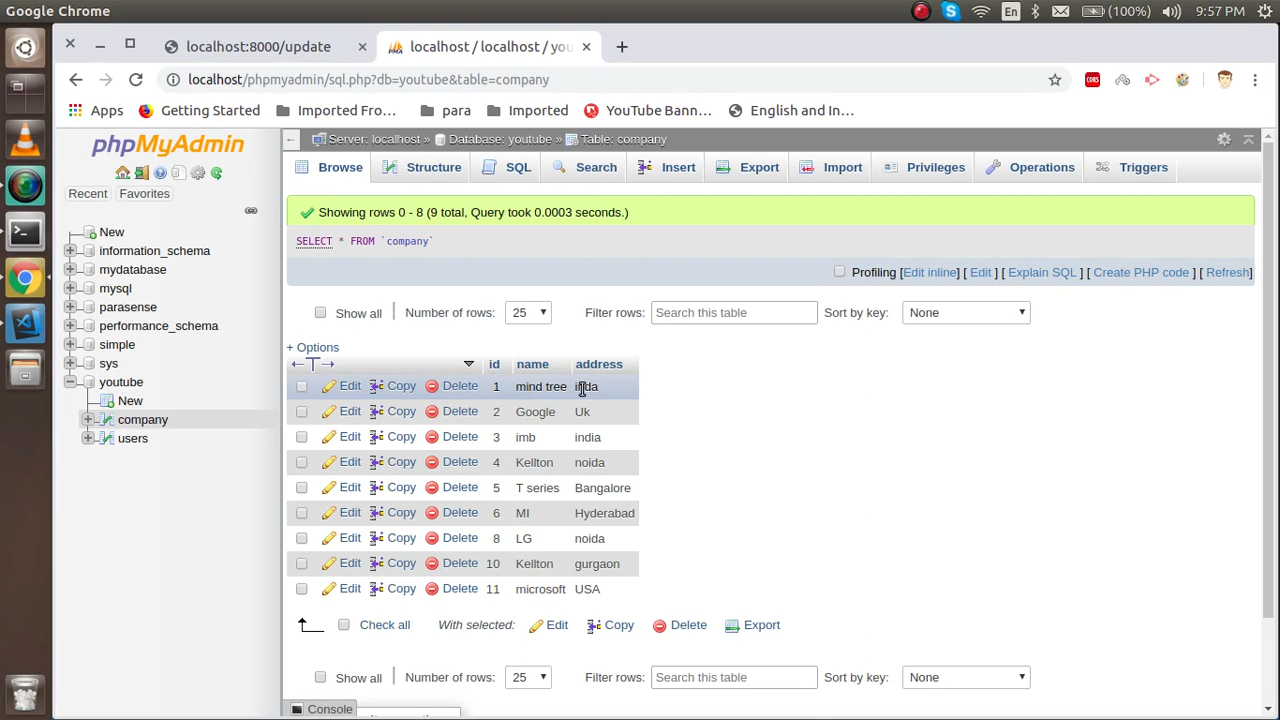 Google Chrome En (100%) 9:57 PM
localhost:8000/update localhost / localhost / you
localhost/phpmyadmin/sql.php?db=youtube&table=company CORS
Apps Getting Started Imported Fro... para Imported YouTube Bann... English and In...
phpMyAdmin
Recent Favorites
New
information_schema
mydatabase
mysql
parasense
performance_schema
simple
sys
youtube
New
company
users
Server: localhost » Database: youtube » Table: company
Browse Structure SQL Search Insert Export Import Privileges Operations Triggers
Showing rows 0 - 8 (9 total, Query took 0.0003 seconds.)
SELECT * FROM `company`
Profiling [Edit inline] [ Edit ] [ Explain SQL ] [ Create PHP code ] [ Refresh]
Show all Number of rows: 25 Filter rows: Search this table Sort by key: None
+ Options
←T→ id name address
Edit Copy Delete 1 mind tree
Edit Copy Delete 2 Google Uk
Edit Copy Delete 3 imb india
Edit Copy Delete 4 Kellton noida
Edit Copy Delete 5 T series Bangalore
Edit Copy Delete 6 MI Hyderabad
Edit Copy Delete 8 LG noida
Edit Copy Delete 10 Kellton gurgaon
Edit Copy Delete 11 microsoft USA
Check all With selected: Edit Copy Delete Export
Show all Number of rows: 25 Filter rows: Search this table Sort by key: None
Console